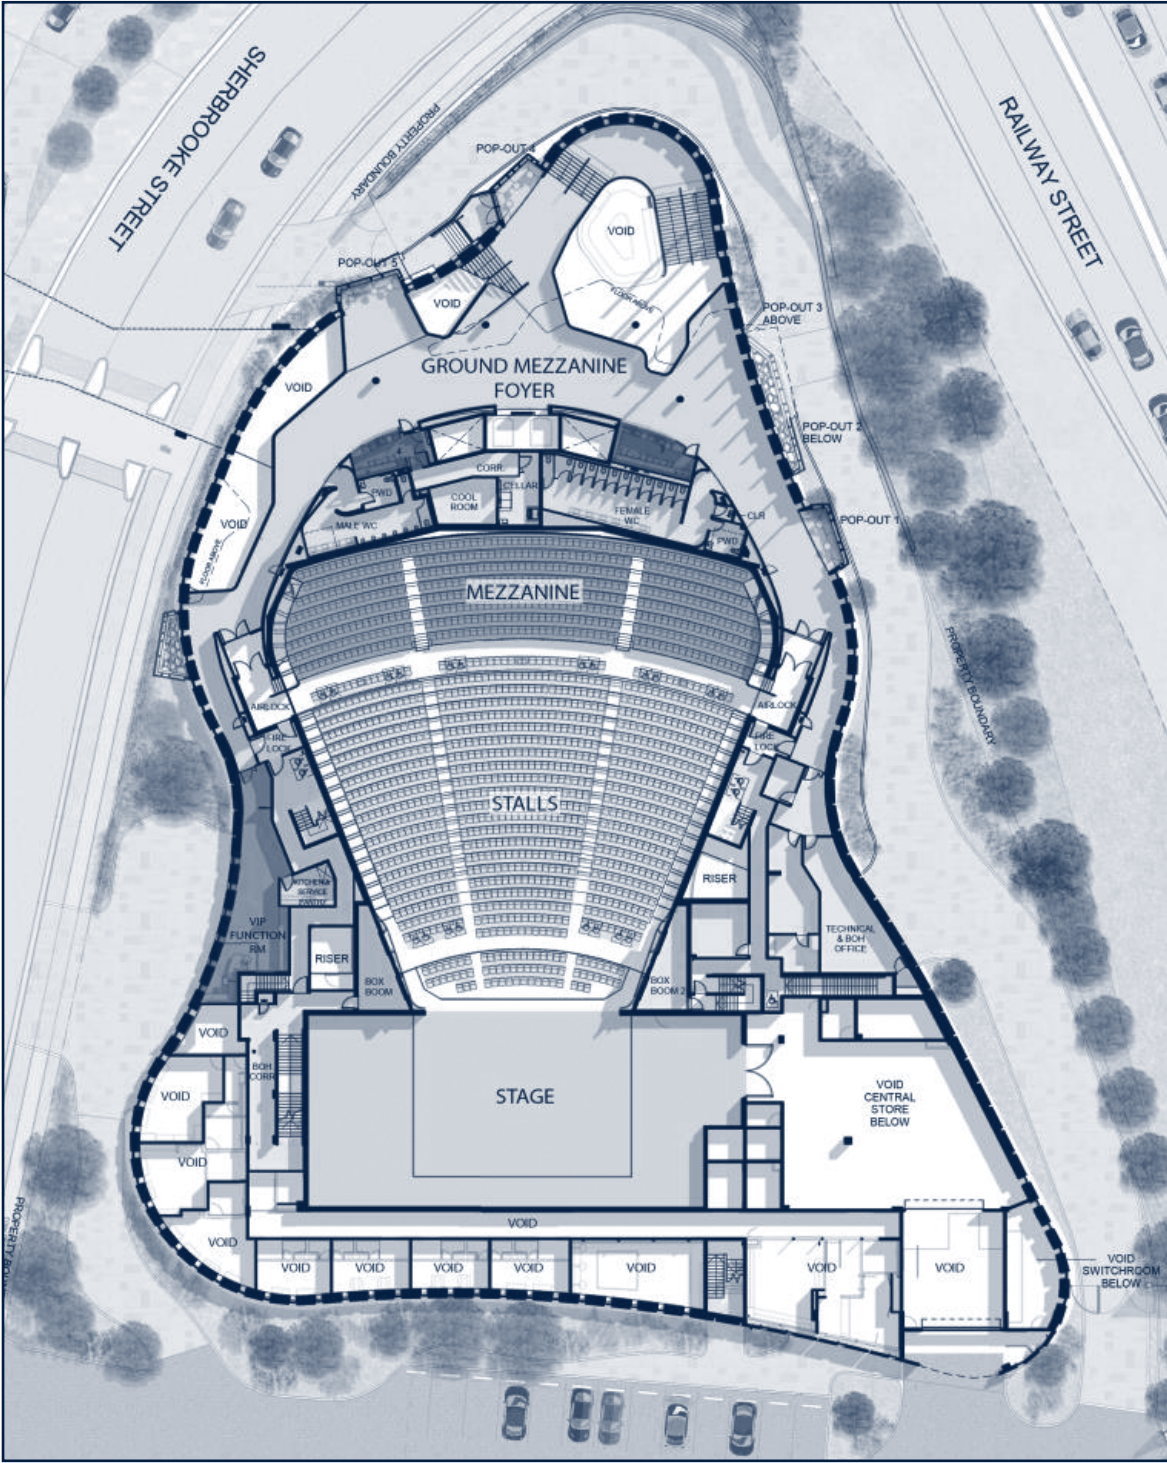 SHERBROOKE STREET
PROPERTY BOUNDARY
RAILWAY STREET
POP-OUT 4
VOID
POP-OUT 5
VOID
FLOOR ABOVE
POP-OUT 3
ABOVE
GROUND MEZZANINE
FOYER
VOID
POP-OUT 2
BELOW
CORR.
PWD
COOL
ROOM
CELLAR
FEMALE
WC
CLR
POP-OUT 1
VOID
MALE WC
PWD
FLOOR ABOVE
MEZZANINE
PROPERTY BOUNDARY
AIRLOCK
AIRLOCK
FIRE
LOCK
FIRE
LOCK
STALLS
RISER
KITCHEN &
SERVICE
VIP
FUNCTION
RM
TECHNICAL
& BOH
OFFICE
RISER
BOX
BOOM
BOX
BOOM 2
VOID
BOH
CORR
VOID
STAGE
VOID
CENTRAL
STORE
BELOW
VOID
VOID
VOID
VOID
VOID
VOID
VOID
VOID
VOID
VOID
VOID
SWITCHROOM
BELOW